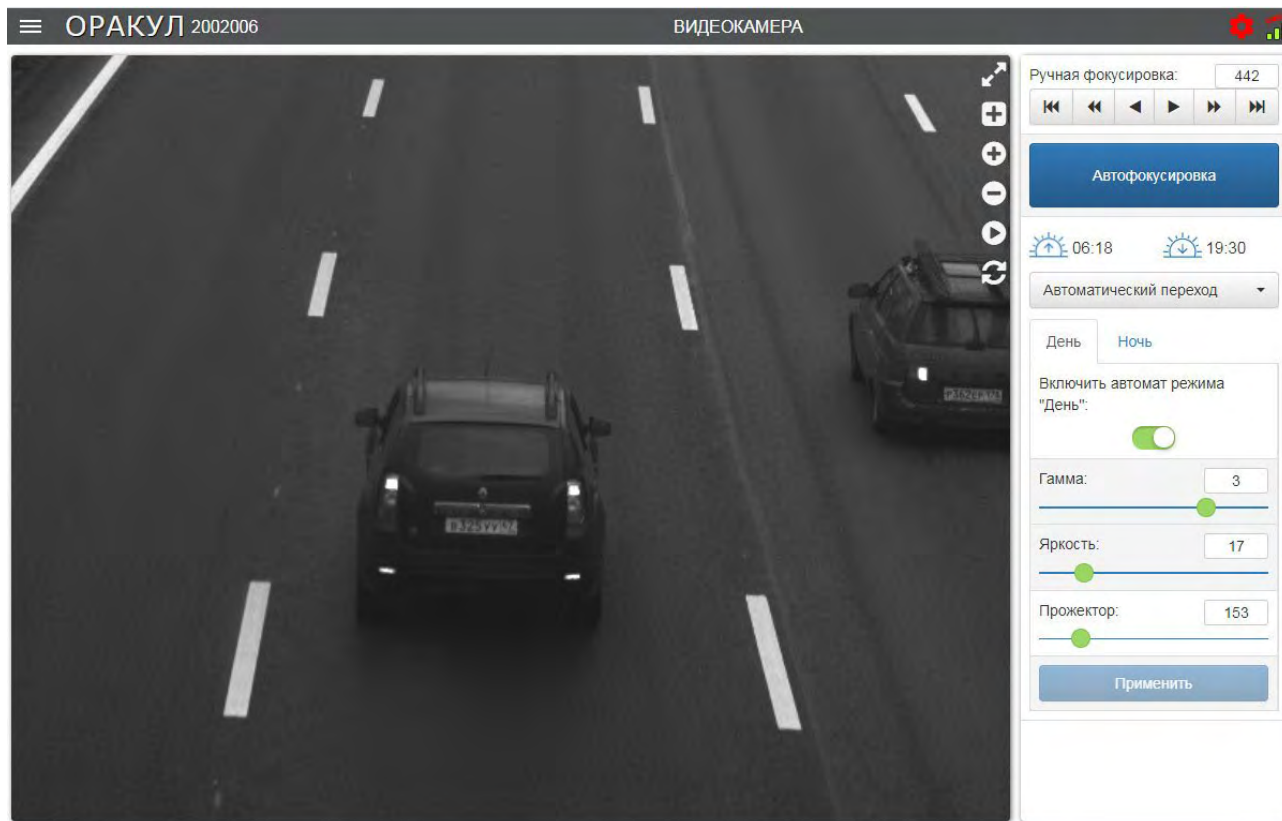 ОРАКУЛ 2002006
ВИДЕОКАМЕРА
Ручная фокусировка: 442
Автофокусировка
06:18 19:30
Автоматический переход
День Ночь
Включить автомат режима
"День":
Гамма: 3
Яркость: 17
Прожектор: 153
Применить